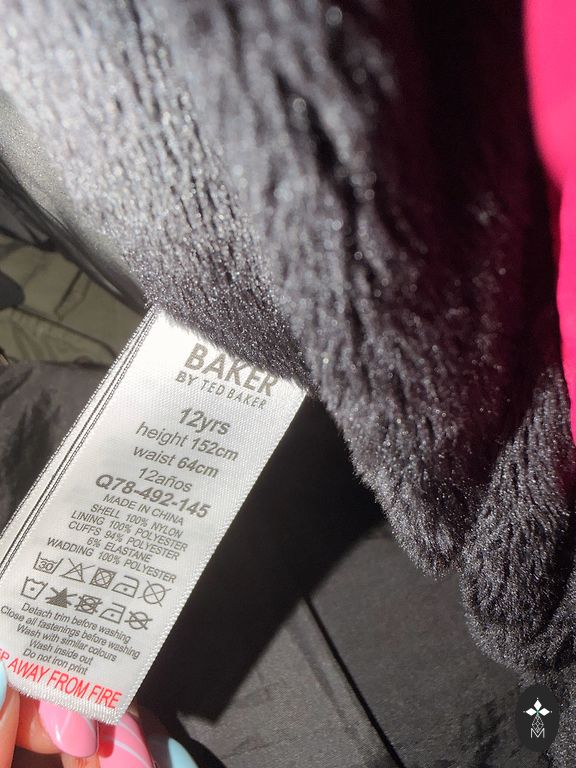 BAKER
BY TED BAKER
12yrs
height 152cm
waist 64cm
12años
Q78-492-145
MADE IN CHINA
SHELL 100% NYLON
LINING 100% POLYESTER
CUFFS 94% POLYESTER
6% ELASTANE
WADDING 100% POLYESTER
30
Detach trim before washing
Close all fastenings before washing
Wash with similar colours
Wash inside out
Do not iron print
AWAY FROM FIRE
M